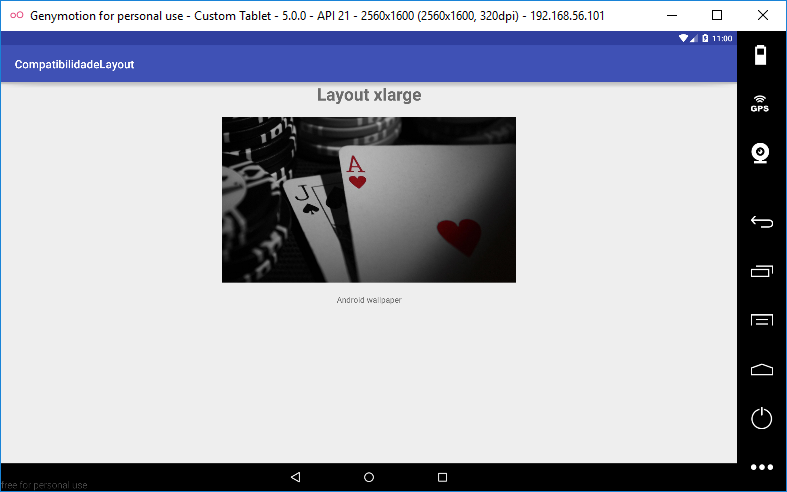 Genymotion for personal use - Custom Tablet - 5.0.0 - API 21 - 2560x1600 (2560x1600, 320dpi) - 192.168.56.101
11:00
CompatibilidadeLayout
GPS
Layout xlarge
J
A
Android wallpaper
free for personal use